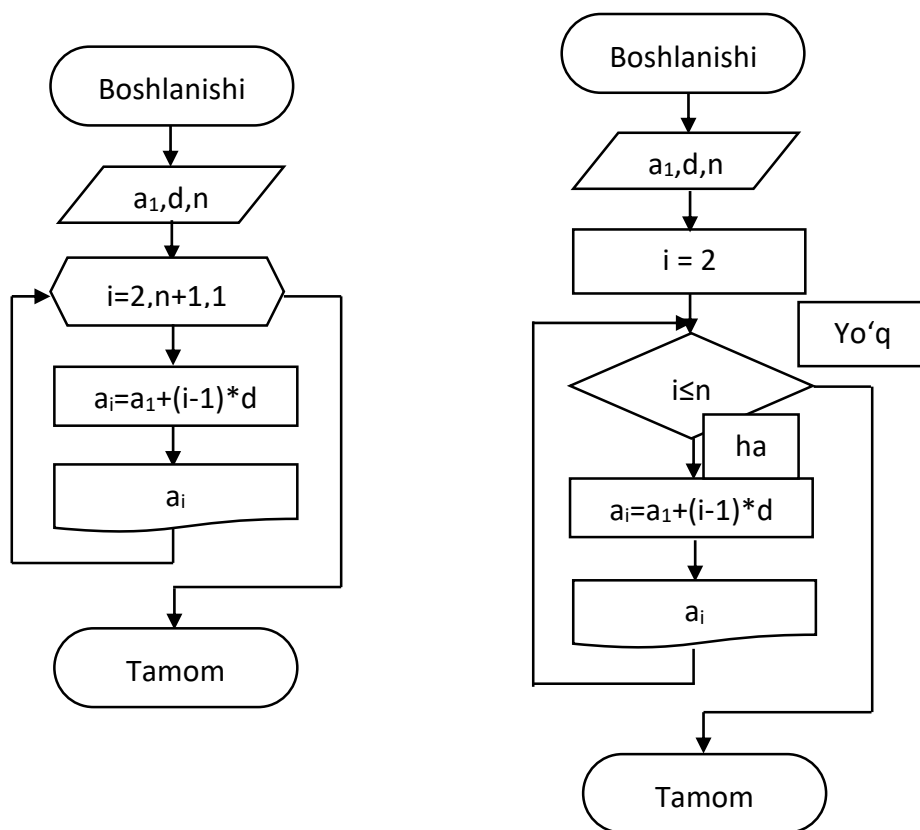 Boshlanishi
a₁,d,n
i=2,n+1,1
aᵢ=a₁+(i-1)*d
aᵢ
Tamom
Boshlanishi
a₁,d,n
i = 2
i≤n
Yo‘q
ha
aᵢ=a₁+(i-1)*d
aᵢ
Tamom